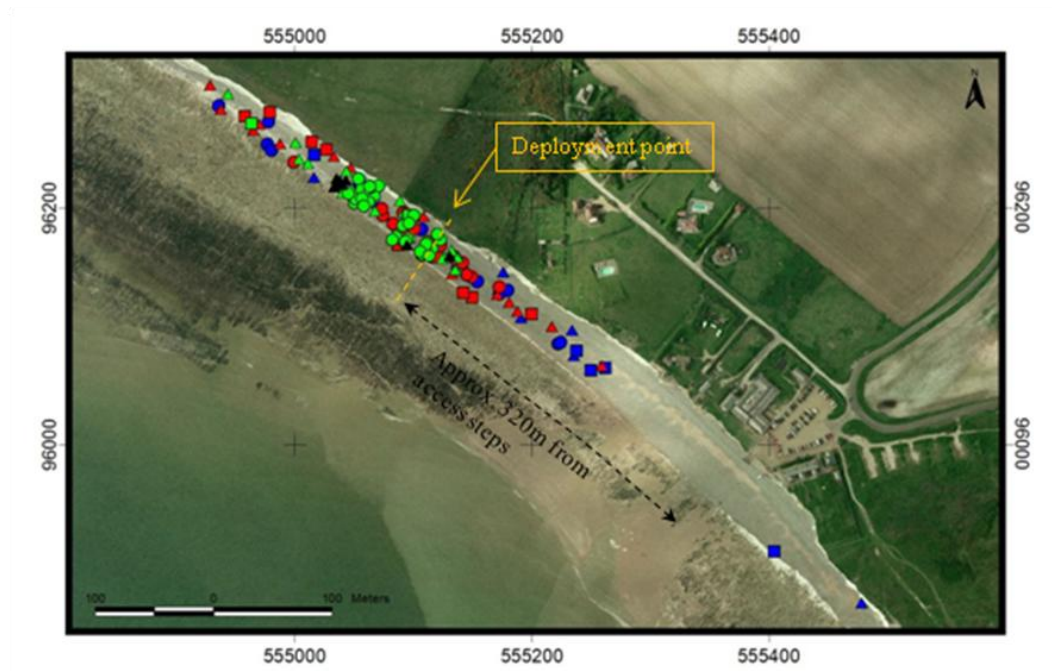 555000 555200 555400
N
Deployment point
96200 96200
Approx. 320m from
access steps
96000 96000
100 0 100 Meters
555000 555200 555400